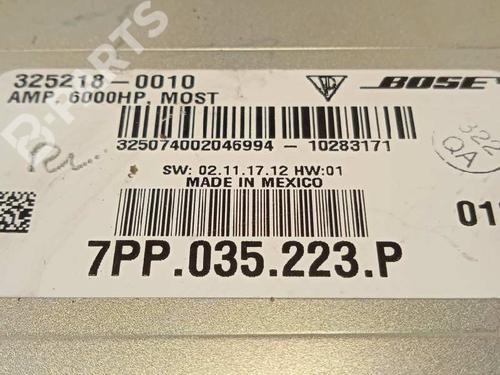 B-PARTS
325218-0010
BOSE
AMP, 6000HP, MOST
325074002046994-10283171
322
QA
SW: 02.11.17.12 HW:01
MADE IN MEXICO
7PP.035.223.P